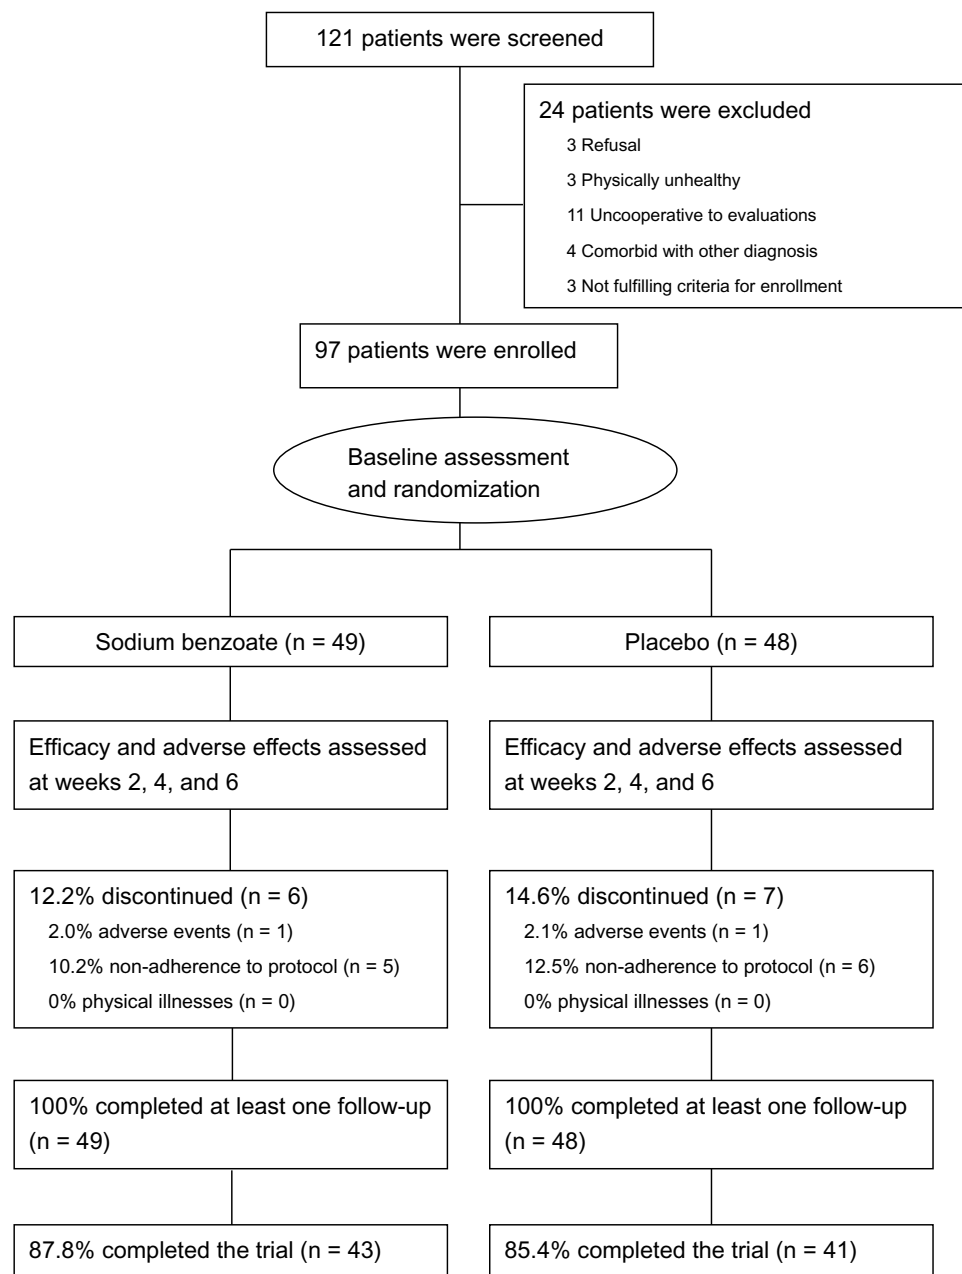 121 patients were screened
24 patients were excluded
3 Refusal
3 Physically unhealthy
11 Uncooperative to evaluations
4 Comorbid with other diagnosis
3 Not fulfilling criteria for enrollment
97 patients were enrolled
Baseline assessment
and randomization
Sodium benzoate (n = 49)
Placebo (n = 48)
Efficacy and adverse effects assessed
at weeks 2, 4, and 6
Efficacy and adverse effects assessed
at weeks 2, 4, and 6
12.2% discontinued (n = 6)
2.0% adverse events (n = 1)
10.2% non-adherence to protocol (n = 5)
0% physical illnesses (n = 0)
14.6% discontinued (n = 7)
2.1% adverse events (n = 1)
12.5% non-adherence to protocol (n = 6)
0% physical illnesses (n = 0)
100% completed at least one follow-up
(n = 49)
100% completed at least one follow-up
(n = 48)
87.8% completed the trial (n = 43)
85.4% completed the trial (n = 41)